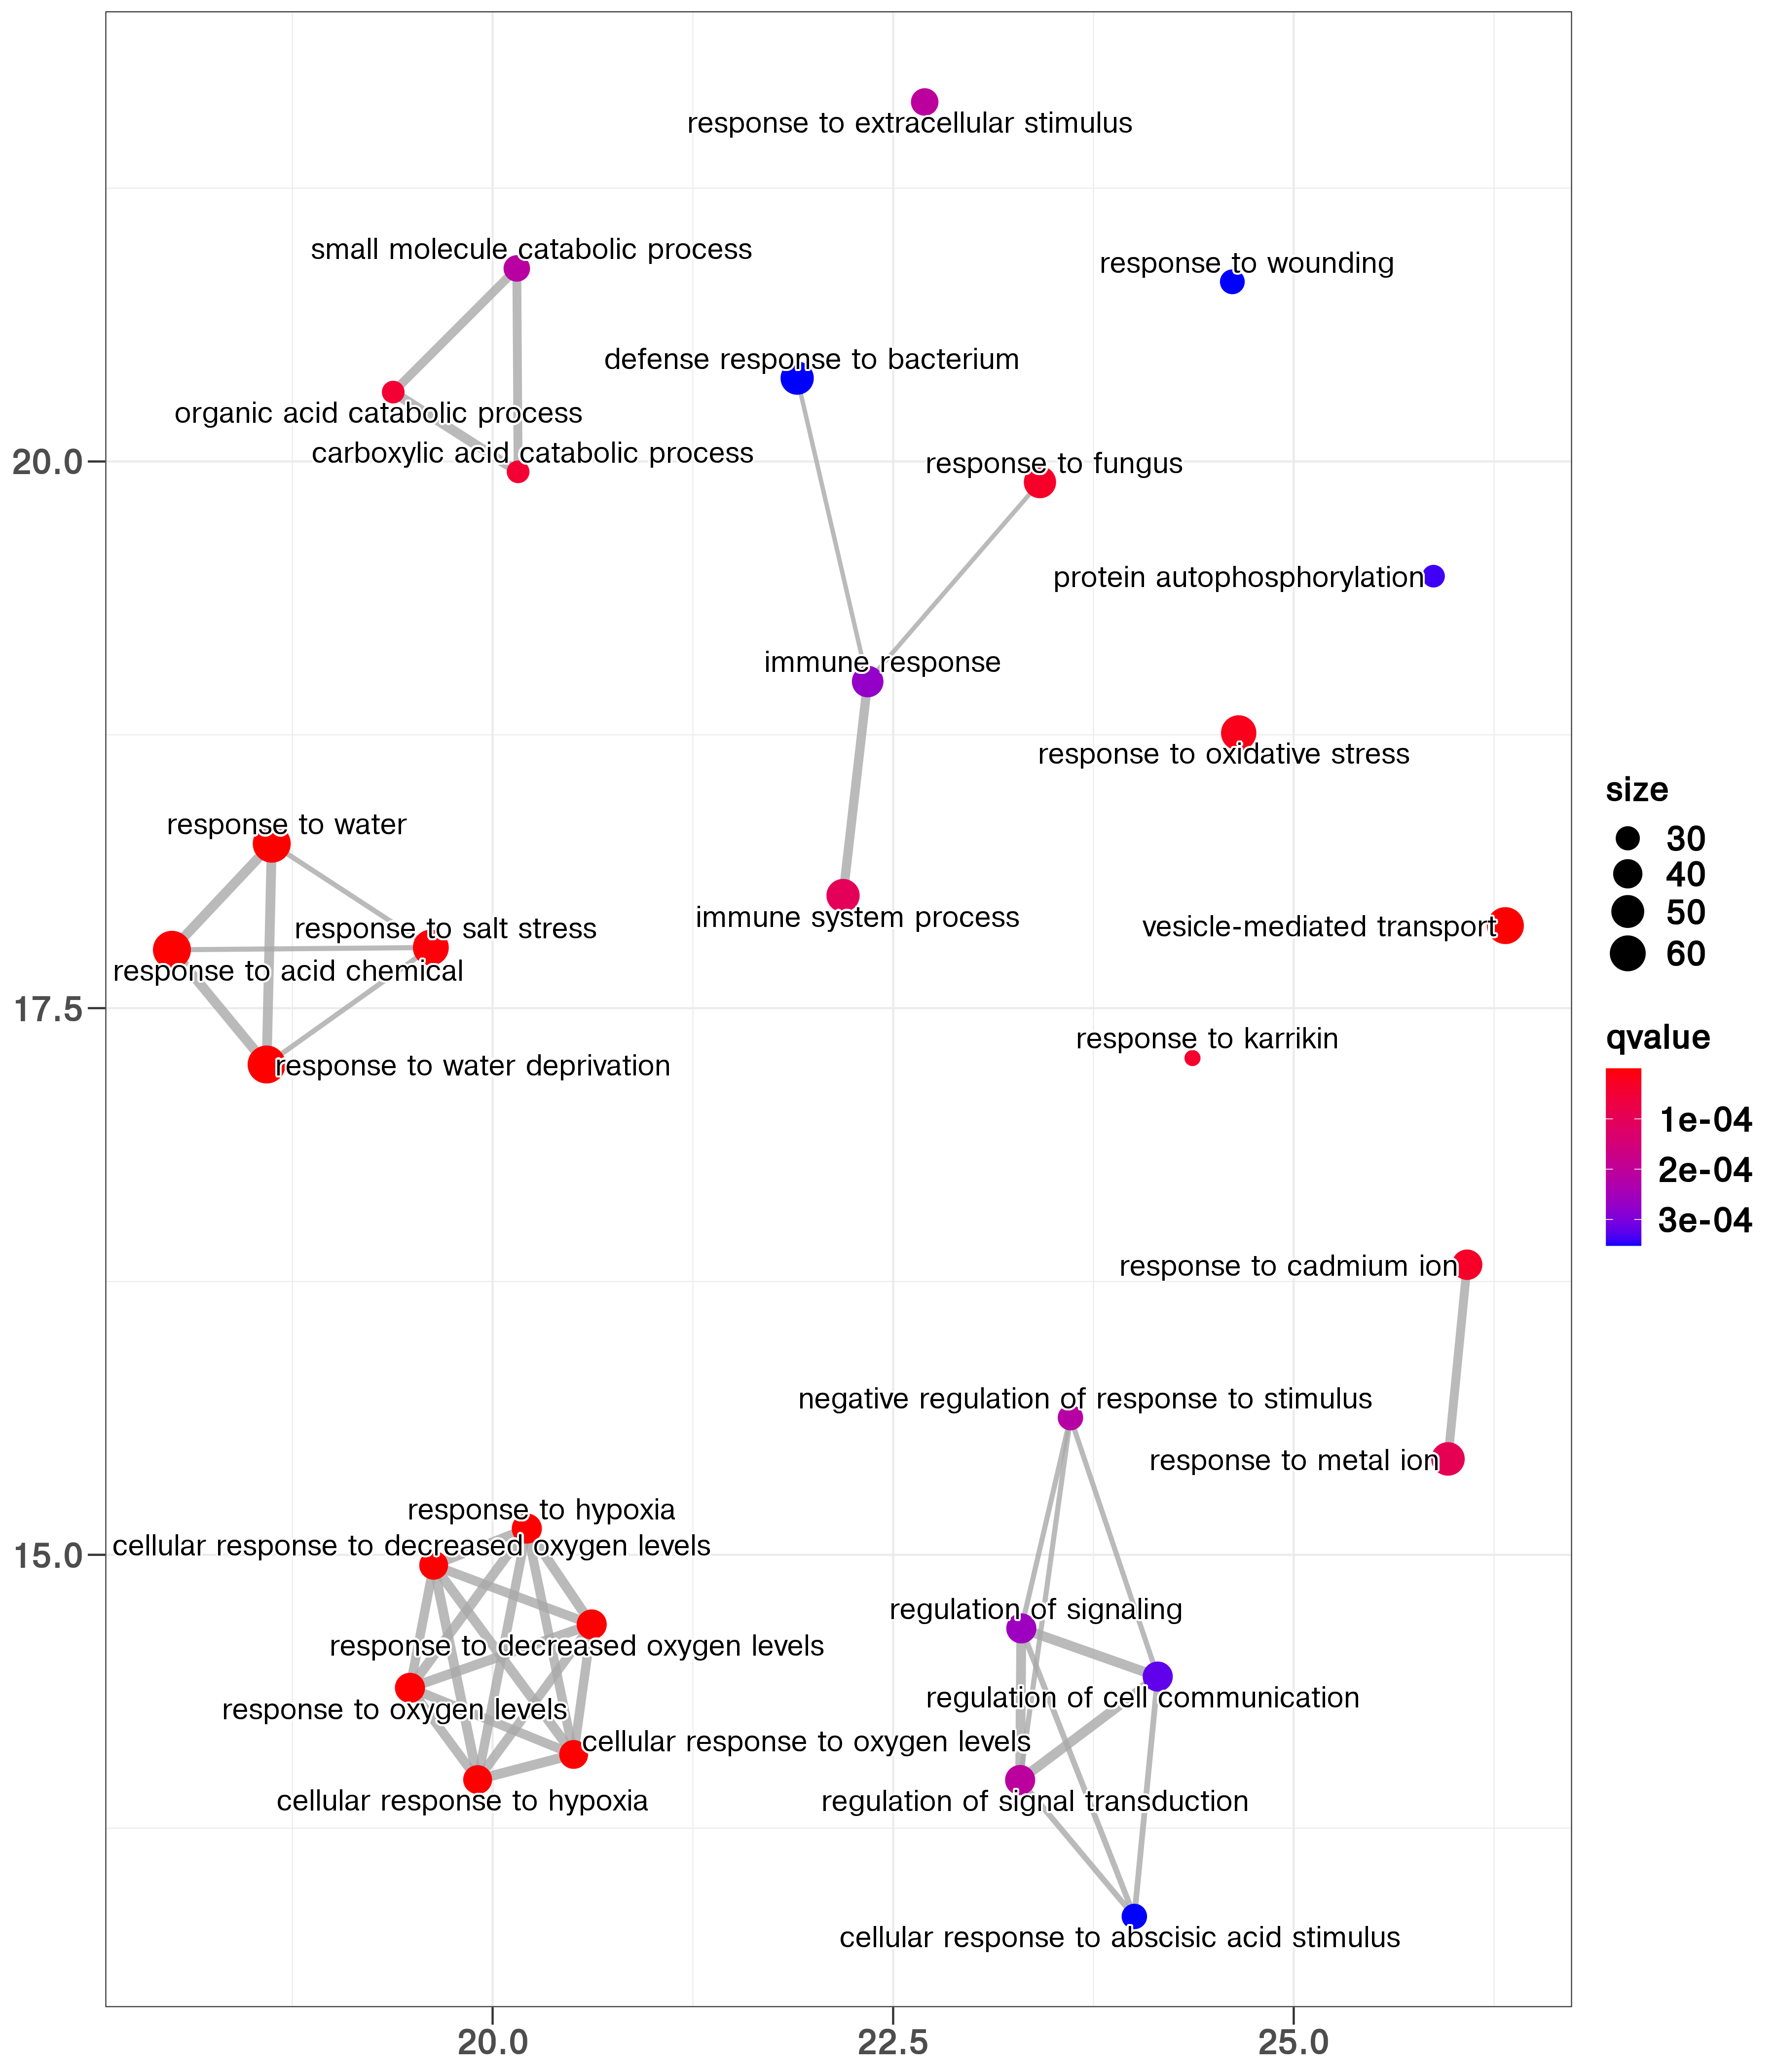 response to extracellular stimulus
small molecule catabolic process
response to wounding
defense response to bacterium
organic acid catabolic process
carboxylic acid catabolic process
20.0
response to fungus
protein autophosphorylation
immune response
response to oxidative stress
size
response to water
30
40
immune system process
50
vesicle-mediated transport
response to salt stress
60
response to acid chemical
17.5
response to karrikin
qvalue
response to water deprivation
1e-04
2e-04
3e-04
response to cadmium ion
negative regulation of response to stimulus
response to metal ion
response to hypoxia
cellular response to decreased oxygen levels
15.0
regulation of signaling
response to decreased oxygen levels
regulation of cell communication
response to oxygen levels
cellular response to oxygen levels
cellular response to hypoxia
regulation of signal transduction
cellular response to abscisic acid stimulus
20.0
22.5
25.0